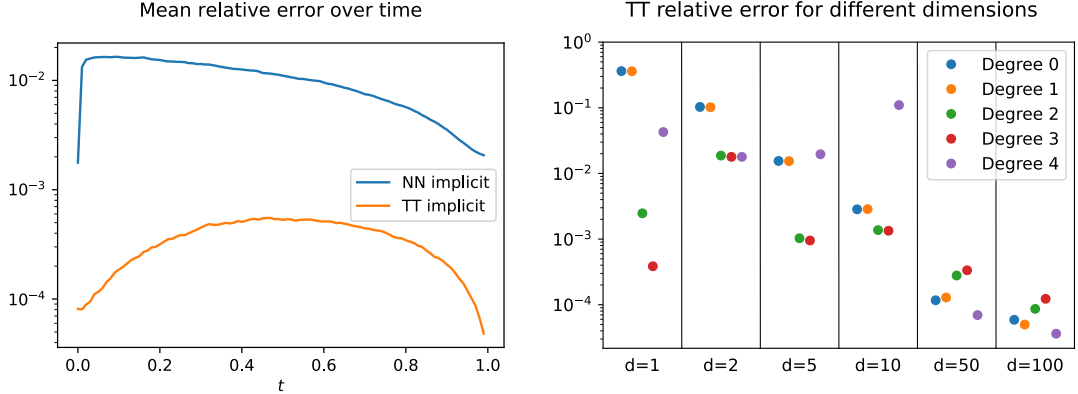 Mean relative error over time
10⁻²
10⁻³
10⁻⁴
NN implicit
TT implicit
0.0 0.2 0.4 0.6 0.8 1.0
t
TT relative error for different dimensions
10⁰
10⁻¹
10⁻²
10⁻³
10⁻⁴
Degree 0
Degree 1
Degree 2
Degree 3
Degree 4
d=1 d=2 d=5 d=10 d=50 d=100